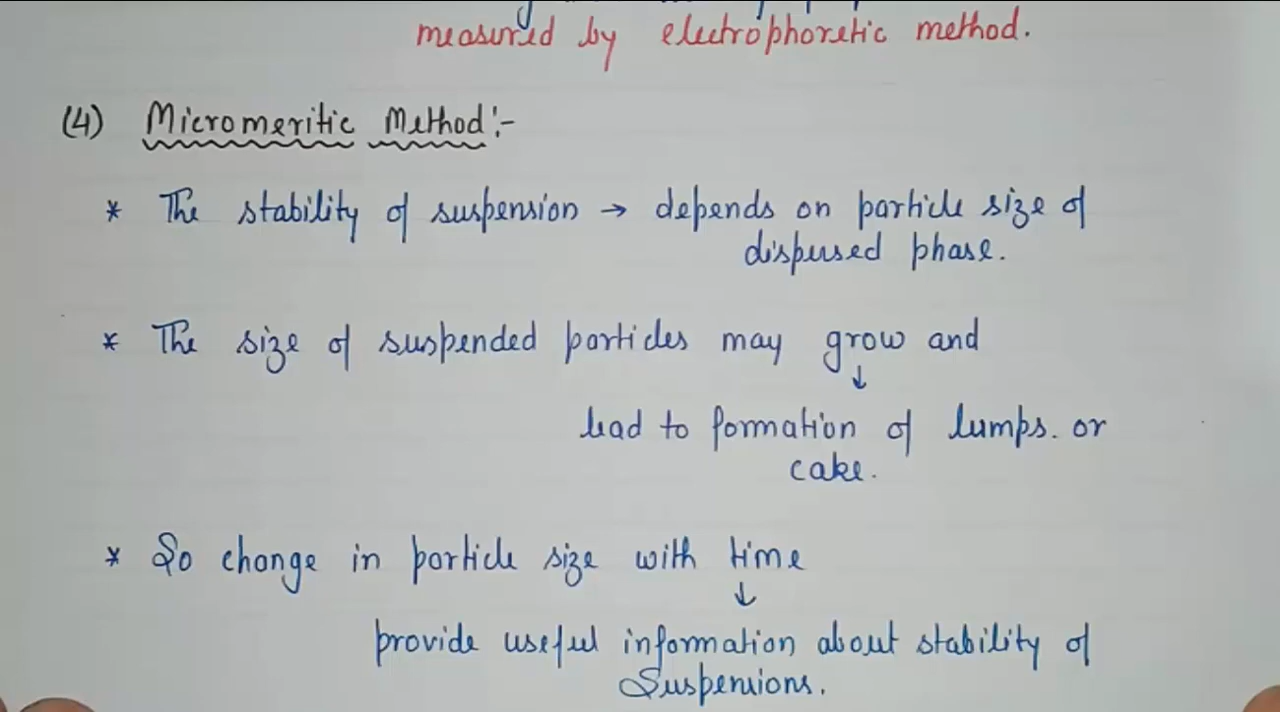 measured by electrophoretic method.
(4) Micromeritic Method:-
* The stability of suspension → depends on particle size of
dispersed phase.
* The size of suspended particles may grow and
↓
lead to formation of lumps. or
cake.
* So change in particle size with time
↓
provide useful information about stability of
Suspensions.